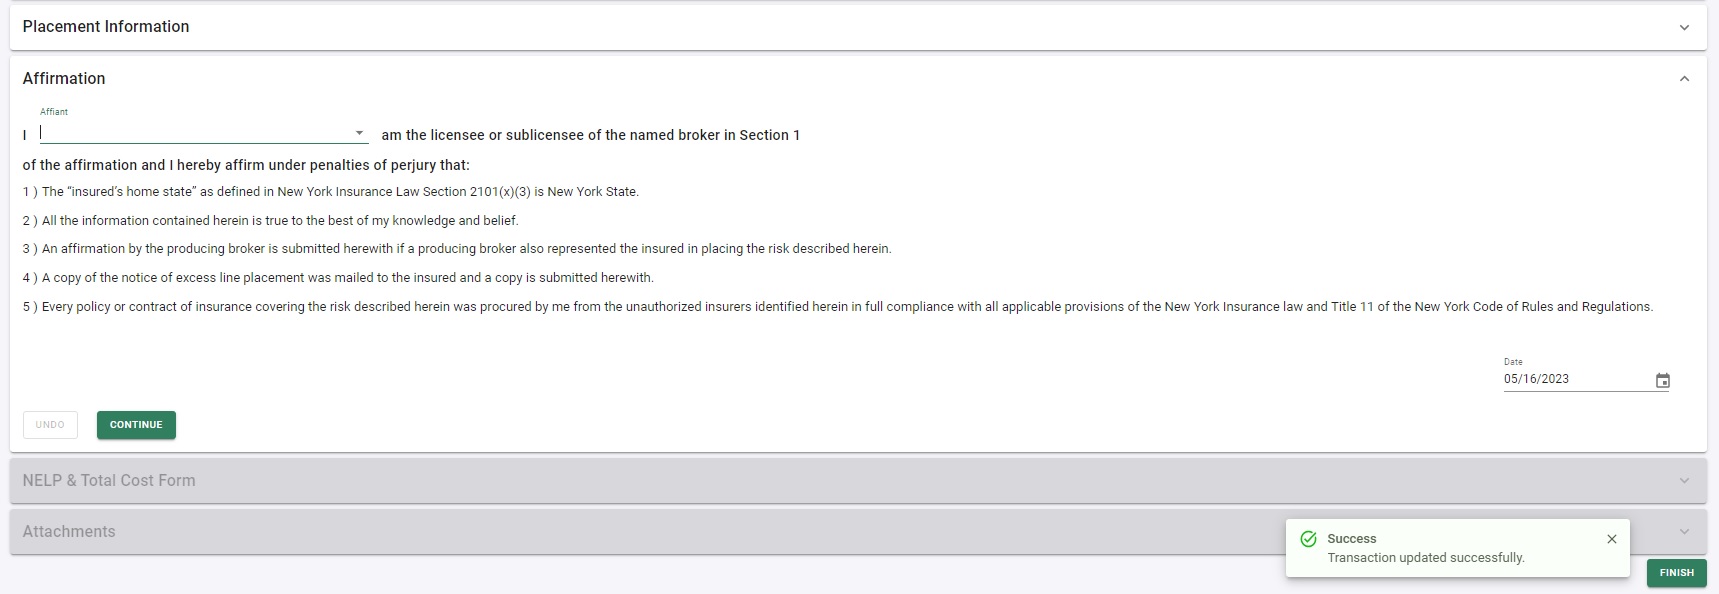 Placement Information
Affirmation
Affiant
I am the licensee or sublicensee of the named broker in Section 1
of the affirmation and I hereby affirm under penalties of perjury that:
1 ) The “insured’s home state” as defined in New York Insurance Law Section 2101(x)(3) is New York State.
2 ) All the information contained herein is true to the best of my knowledge and belief.
3 ) An affirmation by the producing broker is submitted herewith if a producing broker also represented the insured in placing the risk described herein.
4 ) A copy of the notice of excess line placement was mailed to the insured and a copy is submitted herewith.
5 ) Every policy or contract of insurance covering the risk described herein was procured by me from the unauthorized insurers identified herein in full compliance with all applicable provisions of the New York Insurance law and Title 11 of the New York Code of Rules and Regulations.
Date
05/16/2023
UNDO CONTINUE
NELP & Total Cost Form
Attachments
Success
Transaction updated successfully.
FINISH